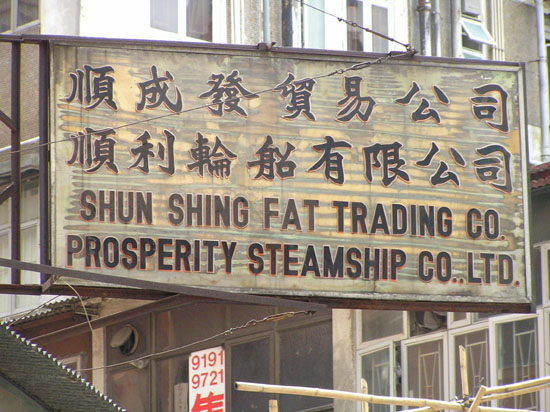 順成發貿易公司
順利輪船有限公司
SHUN SHING FAT TRADING CO.
PROSPERITY STEAMSHIP CO.,LTD.
9191
9721